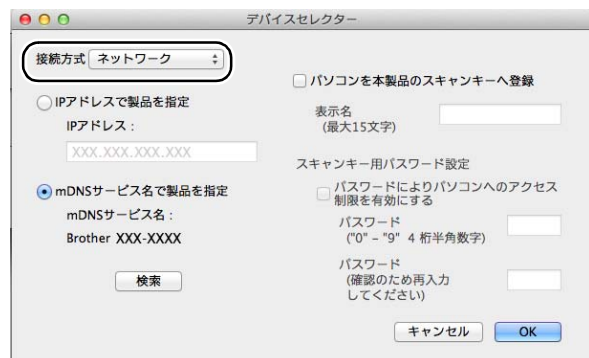 デバイスセレクター
接続方式 ネットワーク
IPアドレスで製品を指定
IPアドレス：
XXX.XXX.XXX.XXX
mDNSサービス名で製品を指定
mDNSサービス名：
Brother XXX-XXXX
検索
パソコンを本製品のスキャンキーへ登録
表示名
(最大15文字)
スキャンキー用パスワード設定
パスワードによりパソコンへのアクセス
制限を有効にする
パスワード
("0" – "9" 4 桁半角数字)
パスワード
(確認のため再入力
してください)
キャンセル
OK